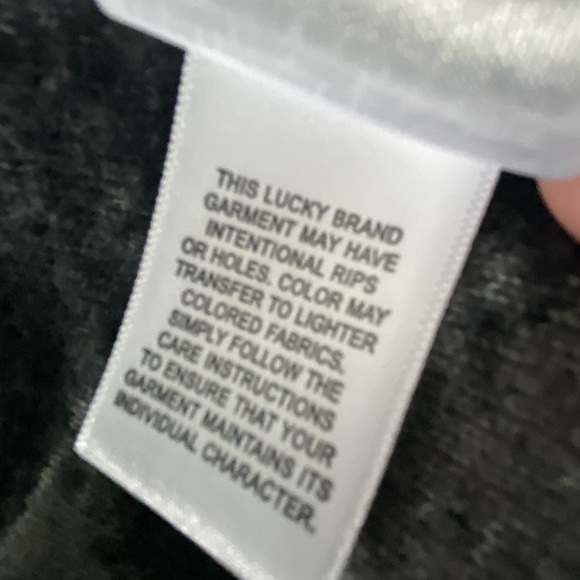 THIS LUCKY BRAND
GARMENT MAY HAVE
INTENTIONAL RIPS
OR HOLES. COLOR MAY
TRANSFER TO LIGHTER
COLORED FABRICS.
SIMPLY FOLLOW THE
CARE INSTRUCTIONS
TO ENSURE THAT YOUR
GARMENT MAINTAINS ITS
INDIVIDUAL CHARACTER.